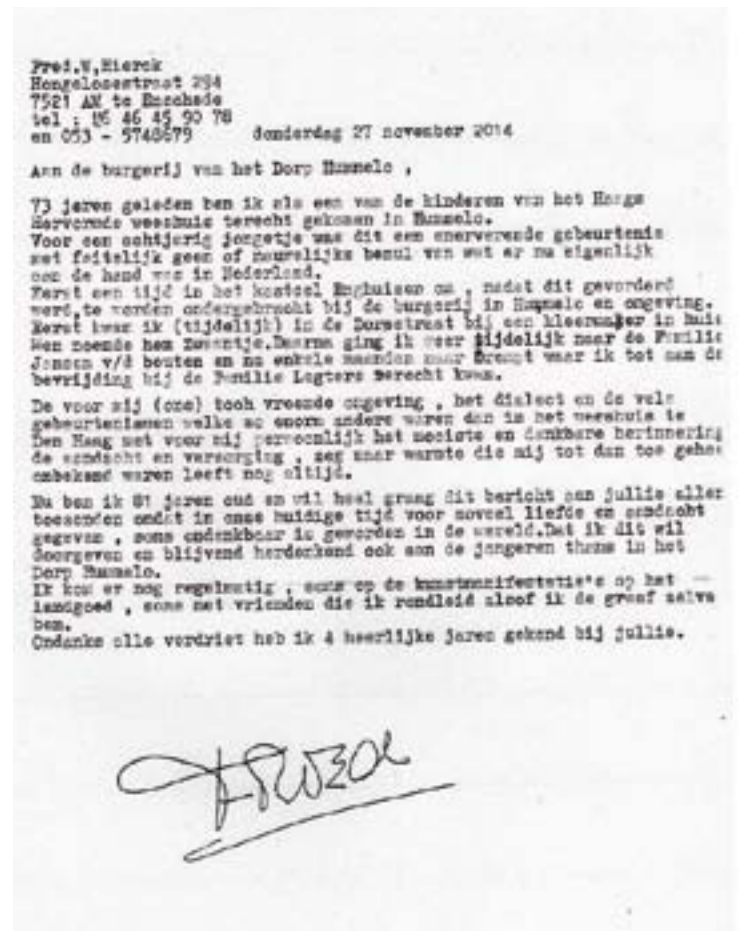 Fred.W,Hierck
Hengelosestraat 284
7521 AM te Enschede
tel : 06 46 45 90 78
en 053 - 5740679 donderdag 27 november 2014
Aan de burgerij van het Dorp Hummelo ,
73 jaren geleden ben ik als een van de kinderen van het Haags
Hervormde weeshuis terecht gekomen in Hummelo.
Voor een achtjarig jongetje was dit een enerverende gebeurtenis
met feitelijk geen of nauwelijks benul van wat er nu eigenlijk
aan de hand was in Nederland.
Eerst een tijd in het kasteel Enghuizen om , nadat dit gevorderd
werd,te worden ondergebracht bij de burgerij in Hummelo en omgeving.
Eerst kwam ik (tijdelijk) in de Dorpstraat bij een kleermaker in huis
Men noemde hem Zwaantje.Daarna ging ik weer tijdelijk naar de Familie
Jansen v/d bouten en na enkele maanden naar Drempt waar ik tot aan de
bevrijding bij de Familie Legters terecht kwam.
De voor mij (ons) toch vreemde omgeving , het dialect en de vele
gebeurtenissen welke zo enorm andere waren dan in het weeshuis te
Den Haag met voor mij persoonlijk het mooiste en dankbare herinnering
de aandacht en verzorging , zeg maar warmte die mij tot dan toe gehee
onbekend waren leeft nog altijd.
Nu ben ik 81 jaren oud en wil heel graag dit bericht aan jullie aller
toezenden omdat in onze huidige tijd voor zoveel liefde en aandacht
gegeven , soms ondenkbaar is geworden in de wereld.Dat ik dit wil
doorgeven en blijvend herdenkend ook aan de jongeren thans in het
Dorp Hummelo.
Ik kom er nog regelmatig , soms op de kunstmanifestatie's op het
landgoed , soms met vrienden die ik rondleid alsof ik de graaf zelve
ben.
Ondanks alle verdriet heb ik 4 heerlijke jaren gekend bij jullie.